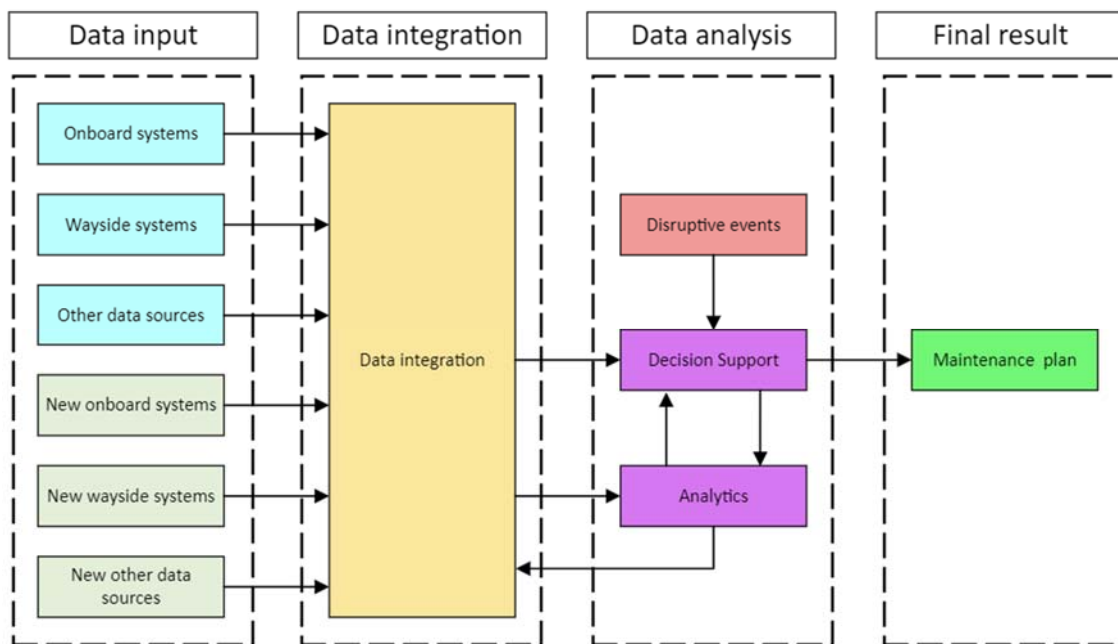 Data input
Data integration
Data analysis
Final result
Onboard systems
Wayside systems
Other data sources
New onboard systems
New wayside systems
New other data
sources
Data integration
Disruptive events
Decision Support
Analytics
Maintenance plan